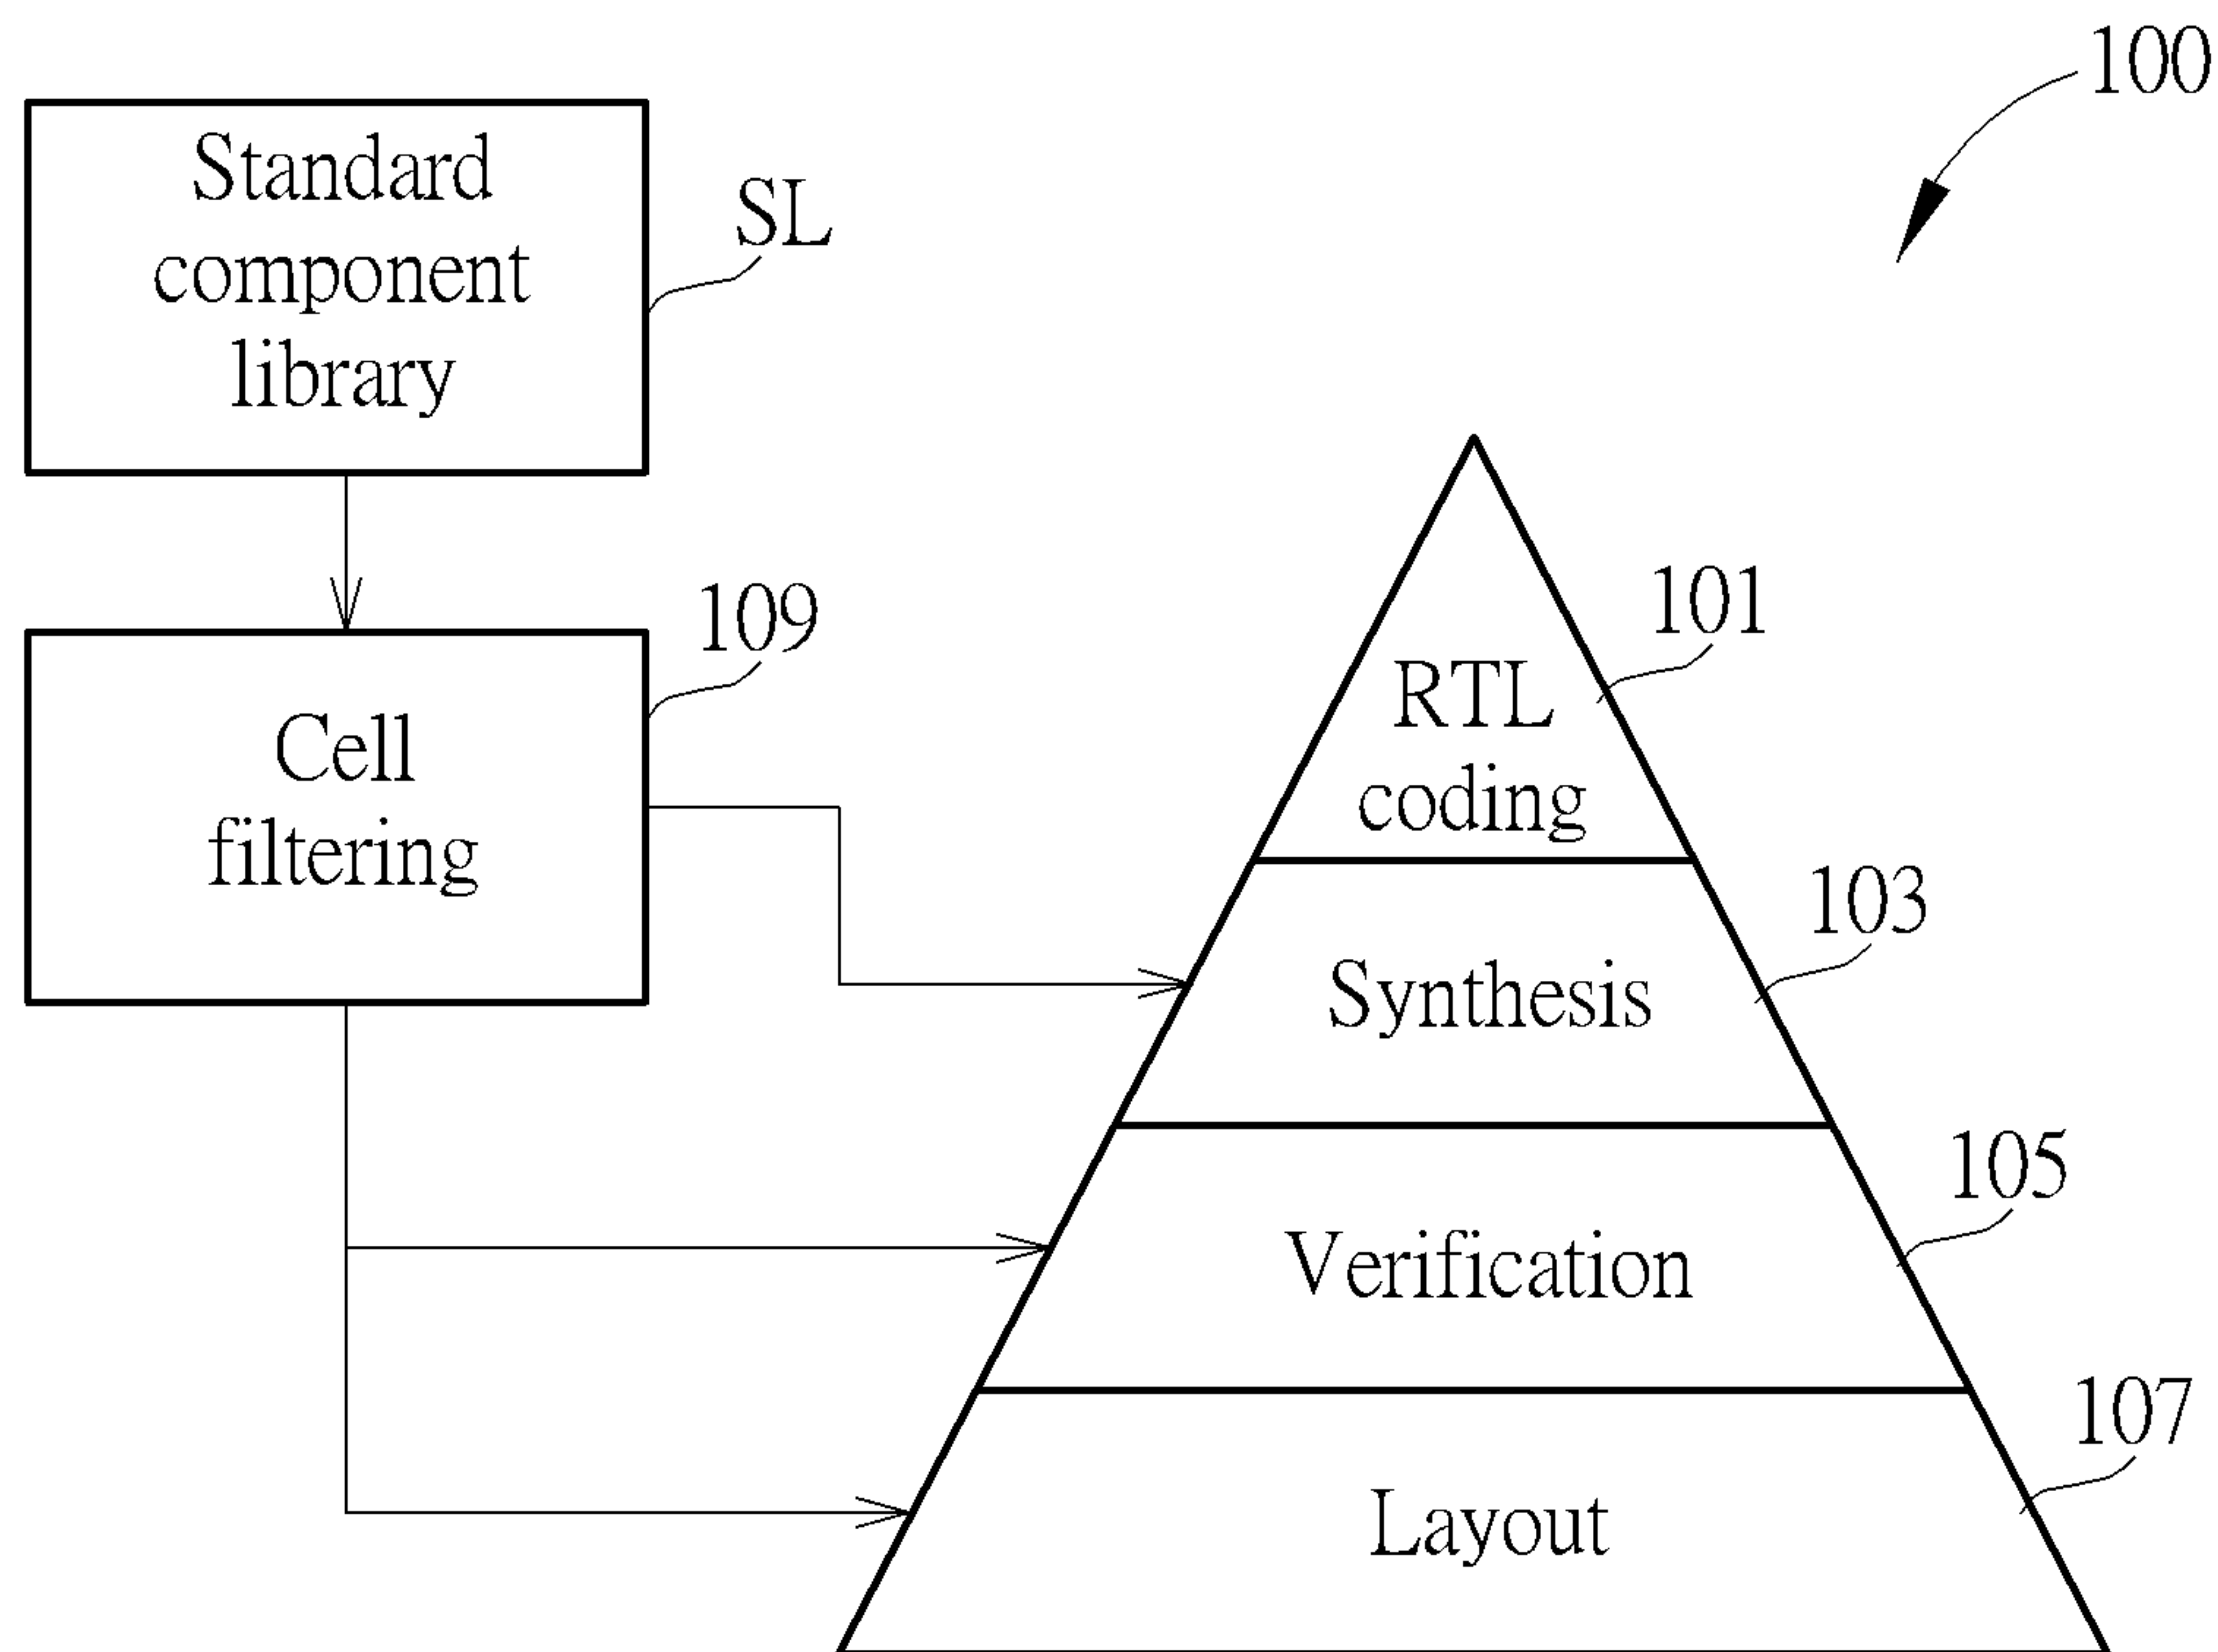 100
Standard
component
library
SL
109
Cell
filtering
101
RTL
coding
103
Synthesis
105
Verification
107
Layout